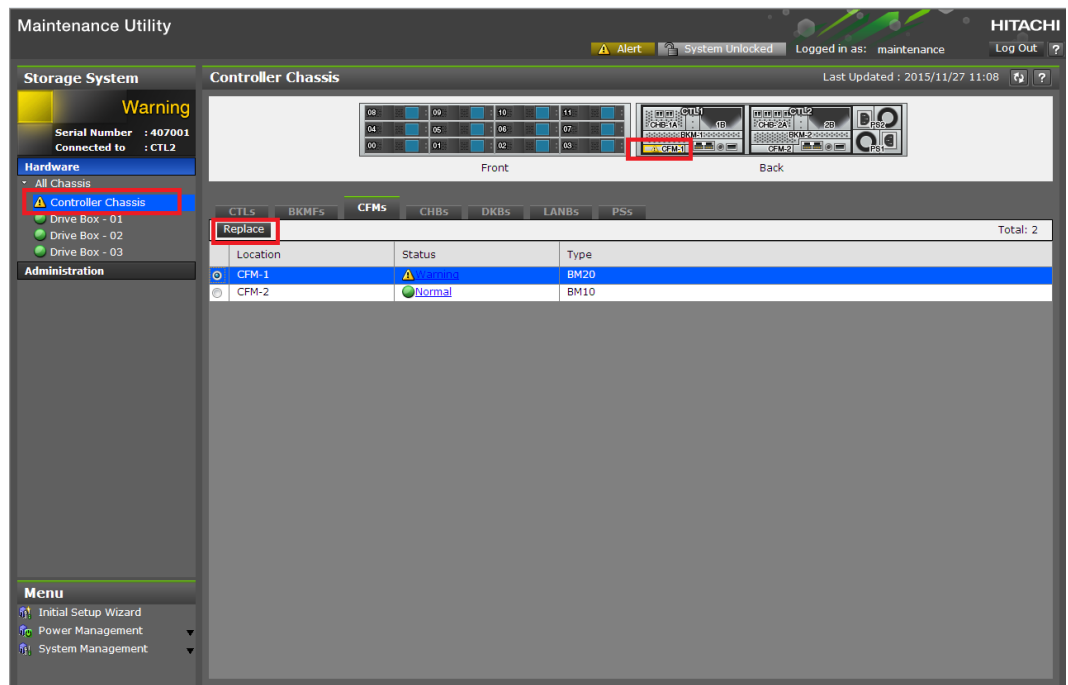 Maintenance Utility
HITACHI
Alert
System Unlocked
Logged in as: maintenance
Log Out ?
Storage System
Warning
Serial Number : 407001
Connected to : CTL2
Hardware
All Chassis
Controller Chassis
Drive Box - 01
Drive Box - 02
Drive Box - 03
Administration
Menu
Initial Setup Wizard
Power Management
System Management
Controller Chassis
Last Updated : 2015/11/27 11:08 ?
08 09 10 11
04 05 06 07
00 01 02 03
Front
CTL1
CHB-1A 1B
BKM-1
CFM-1
CTL2
CHB-2A 2B
BKM-2
CFM-2
PS2
PS1
Back
CTLs BKMFs CFMs CHBs DKBs LANBs PSs
Replace
Total: 2
Location Status Type
CFM-1 Warning BM20
CFM-2 Normal BM10